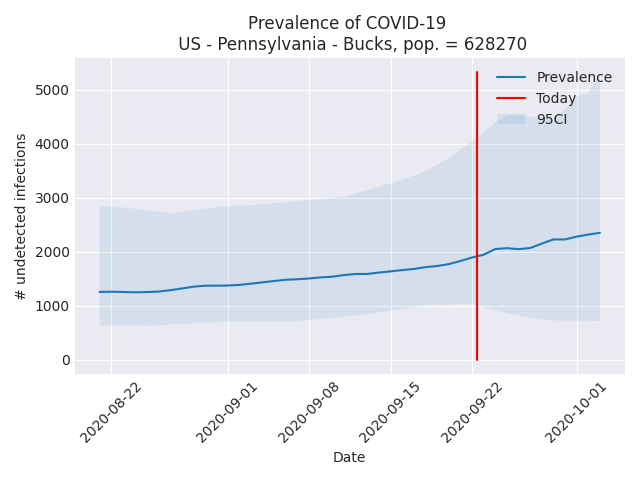 Prevalence of COVID-19
US - Pennsylvania - Bucks, pop. = 628270
Prevalence
Today
95CI
# undetected infections
5000
4000
3000
2000
1000
0
2020-08-22
2020-09-01
2020-09-08
2020-09-15
2020-09-22
2020-10-01
Date